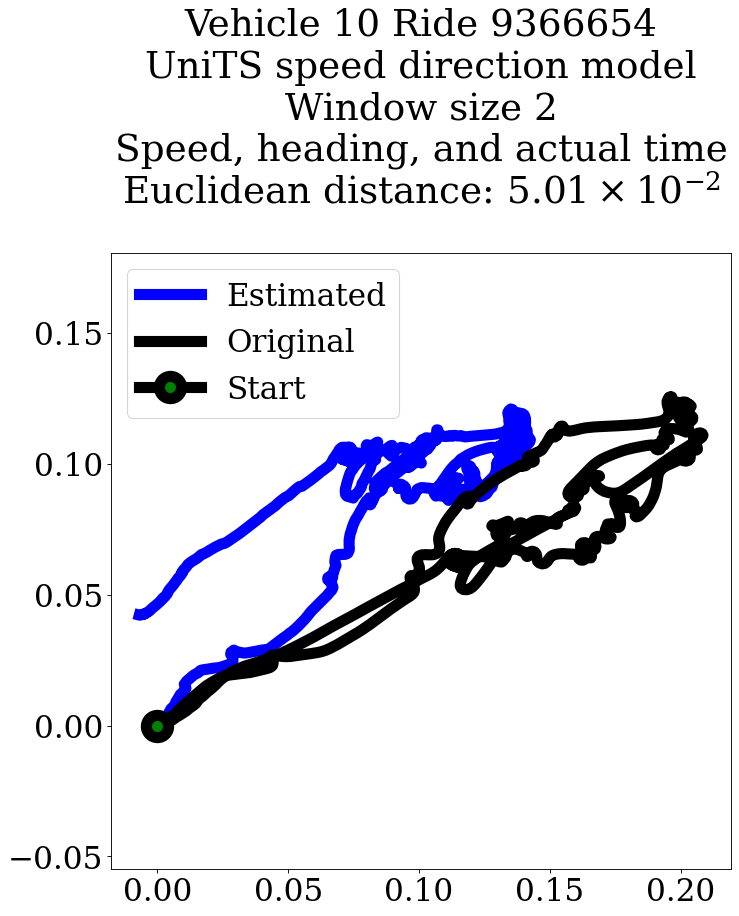 Vehicle 10 Ride 9366654
UniTS speed direction model
Window size 2
Speed, heading, and actual time
Euclidean distance: 5.01 × 10⁻²
Estimated
Original
Start
0.15
0.10
0.05
0.00
−0.05
0.00 0.05 0.10 0.15 0.20